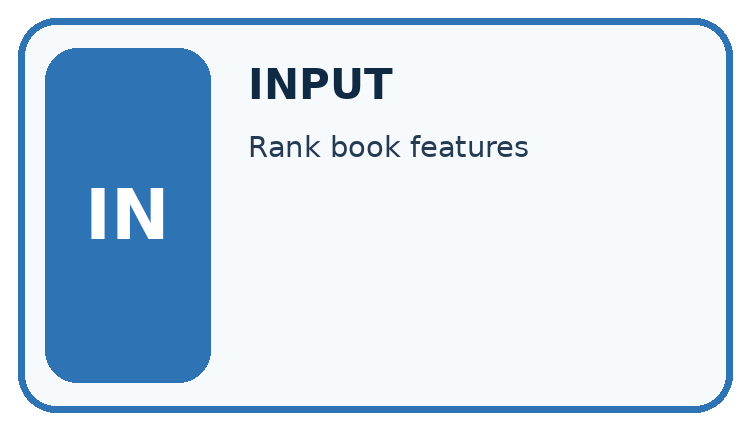 IN
INPUT
Rank book features